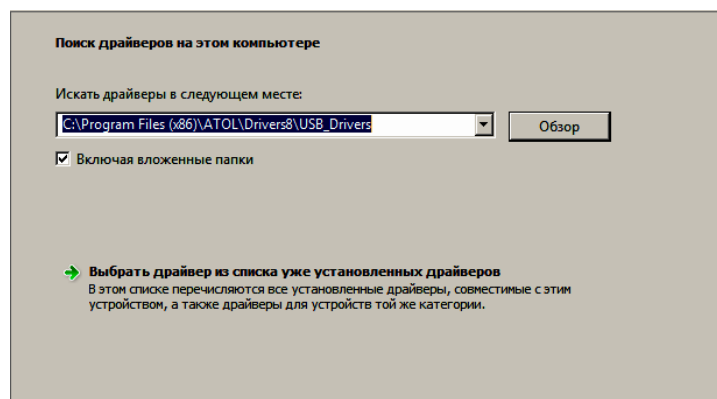 Поиск драйверов на этом компьютере
Искать драйверы в следующем месте:
C:\Program Files (x86)\ATOL\Drivers8\USB_Drivers
Обзор
Включая вложенные папки
Выбрать драйвер из списка уже установленных драйверов
В этом списке перечисляются все установленные драйверы, совместимые с этим
устройством, а также драйверы для устройств той же категории.